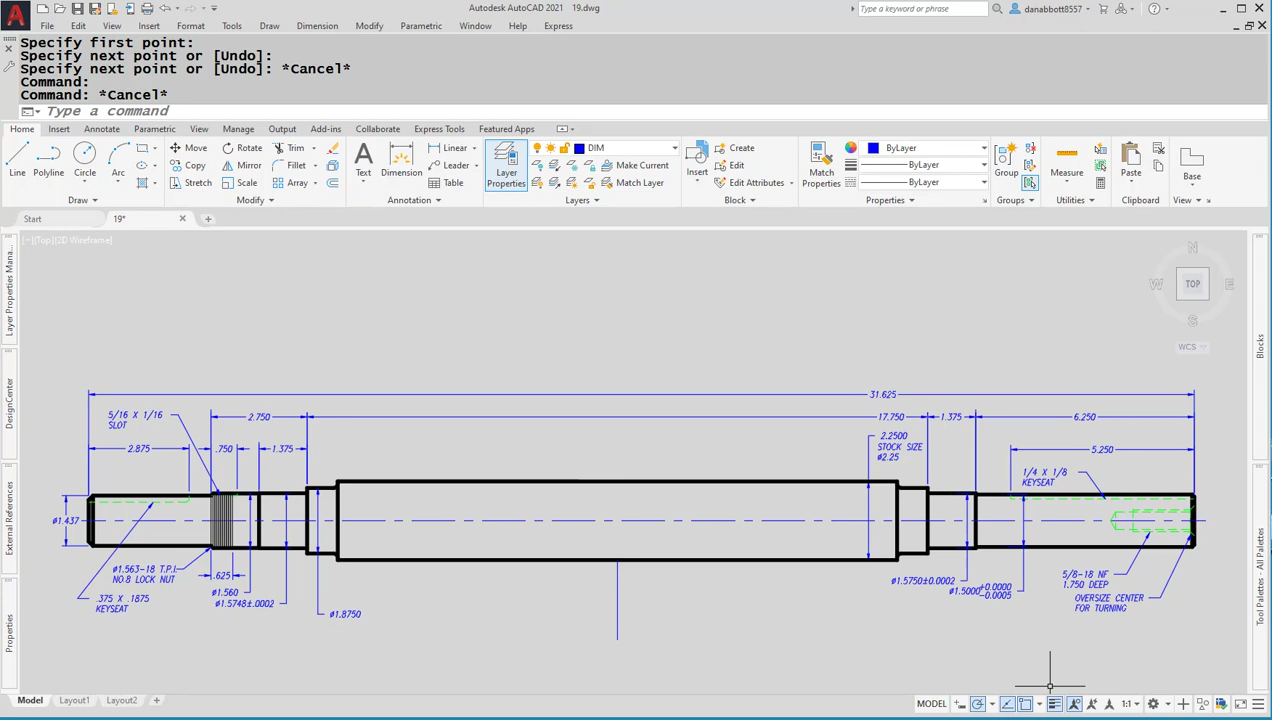 Autodesk AutoCAD 2021 19.dwg
Type a keyword or phrase
danabbott8557
File Edit View Insert Format Tools Draw Dimension Modify Parametric Window Help Express
Specify first point:
Specify next point or [Undo]:
Specify next point or [Undo]: *Cancel*
Command:
Command: *Cancel*
Type a command
Home Insert Annotate Parametric View Manage Output Add-ins Collaborate Express Tools Featured Apps
Line Polyline Circle Arc
Move Rotate Trim
Copy Mirror Fillet
Stretch Scale Array
Text Dimension
Linear
Leader
Table
Layer Properties
DIM
Make Current
Match Layer
Insert
Create
Edit
Edit Attributes
Match Properties
ByLayer
ByLayer
ByLayer
Group
Measure
Paste
Base
Draw Modify Annotation Layers Block Properties Groups Utilities Clipboard View
Start 19*
[−][Top][2D Wireframe]
N
W TOP E
S
WCS
Layer Properties Mana...
DesignCenter
External References
Properties
Blocks
Tool Palettes - All Palettes
31.625
5/16 X 1/16
SLOT
2.750
17.750
1.375
6.250
2.875
.750
1.375
2.2500
STOCK SIZE
ø2.25
5.250
1/4 X 1/8
KEYSEAT
ø1.437
ø1.563-18 T.P.I.
NO.8 LOCK NUT
.625
.375 X .1875
KEYSEAT
ø1.560
ø1.5748±.0002
ø1.8750
ø1.5750±0.0002
ø1.5000+0.0000
-0.0005
5/8-18 NF
1.750 DEEP
OVERSIZE CENTER
FOR TURNING
Model Layout1 Layout2
MODEL 1:1